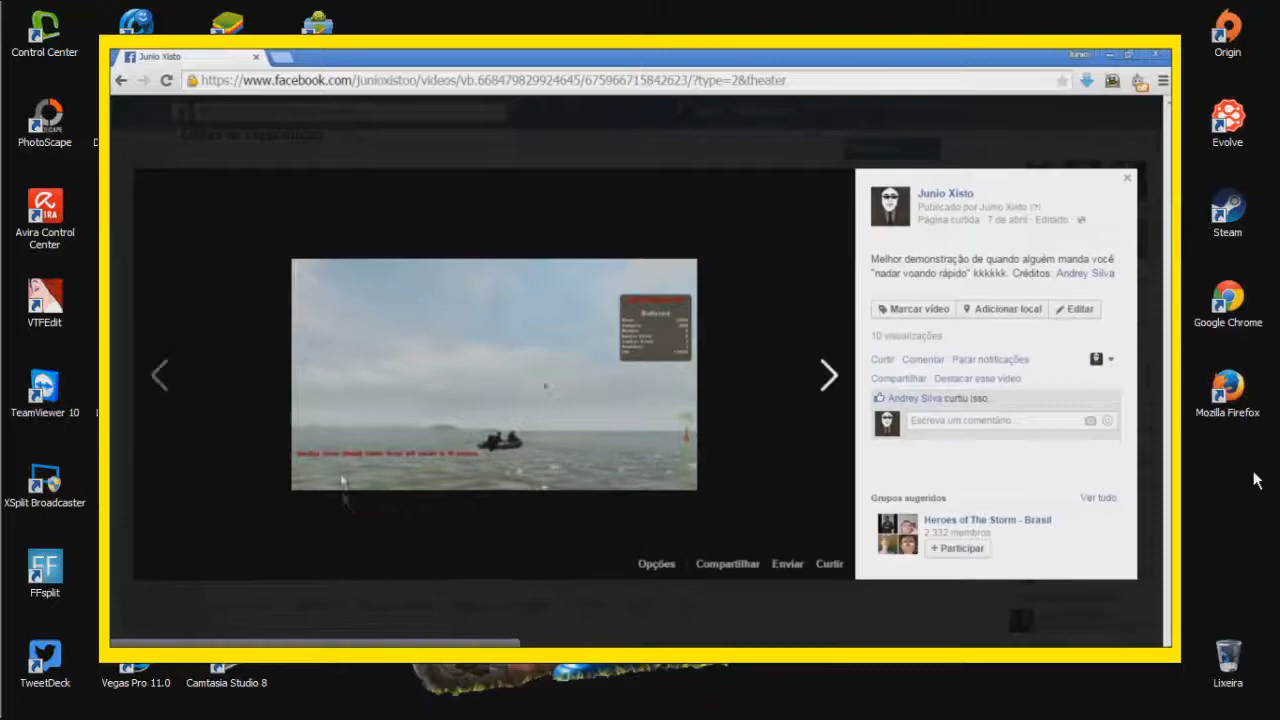 Control Center
Origin
Junio Xisto
Junio
https://www.facebook.com/junioxistoo/videos/vb.668479829924645/675966715842623/?type=2&theater
PhotoScape
Evolve
Junio Xisto
Publicado por Junio Xisto [?]
Página curtida · 7 de abril · Editado ·
Avira Control
Center
Steam
Melhor demonstração de quando alguém manda você
"nadar voando rápido" kkkkkk. Créditos: Andrey Silva
Marcar vídeo
Adicionar local
Editar
10 visualizações
VTFEdit
Google Chrome
Curtir Comentar Parar notificações
Compartilhar Destacar esse vídeo
Andrey Silva curtiu isso.
Escreva um comentário...
TeamViewer 10
Mozilla Firefox
Grupos sugeridos
Ver tudo
Heroes of The Storm - Brasil
2.332 membros
+ Participar
XSplit Broadcaster
Opções
Compartilhar
Enviar
Curtir
FFsplit
TweetDeck
Vegas Pro 11.0
Camtasia Studio 8
Lixeira